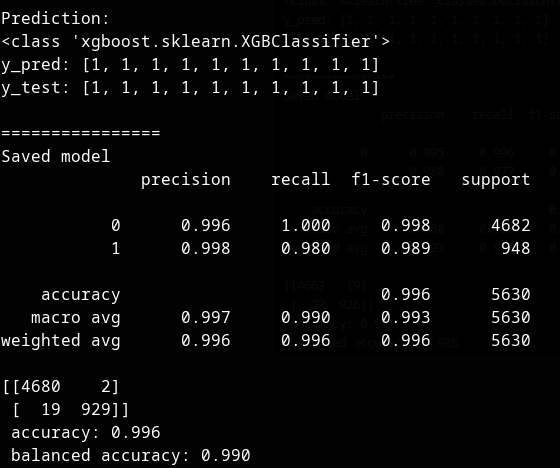 Prediction:
<class 'xgboost.sklearn.XGBClassifier'>
y_pred: [1, 1, 1, 1, 1, 1, 1, 1, 1, 1]
y_test: [1, 1, 1, 1, 1, 1, 1, 1, 1, 1]
================
Saved model
precision recall f1-score support
0 0.996 1.000 0.998 4682
1 0.998 0.980 0.989 948
accuracy 0.996 5630
macro avg 0.997 0.990 0.993 5630
weighted avg 0.996 0.996 0.996 5630
[[4680 2]
[ 19 929]]
accuracy: 0.996
balanced accuracy: 0.990